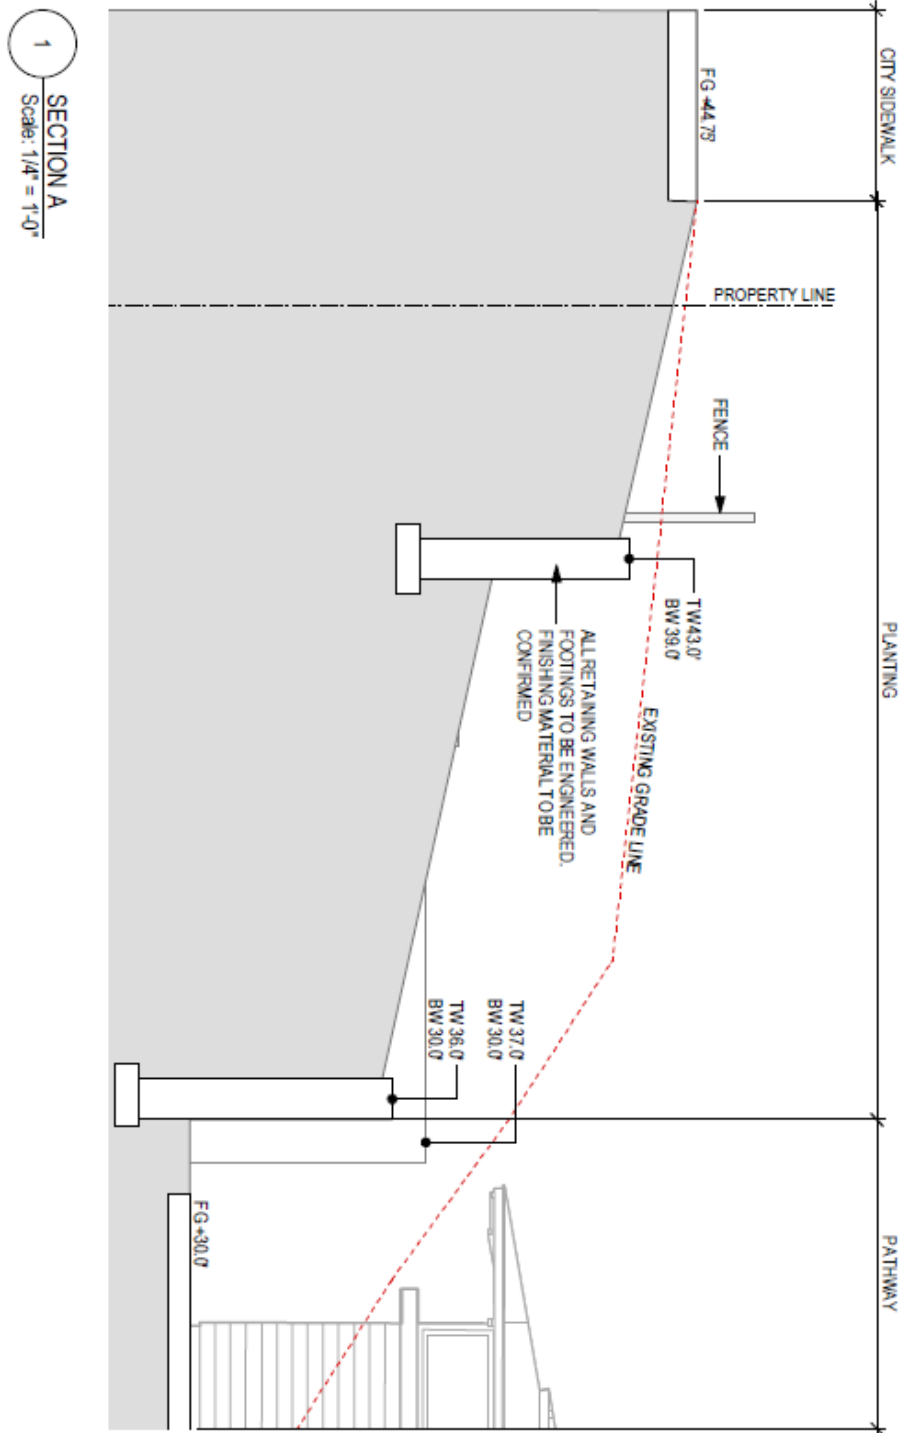 CITY SIDEWALK
PLANTING
PATHWAY
FG +44.75'
PROPERTY LINE
FENCE
TW 43.0'
BW 39.0'
EXISTING GRADE LINE
ALL RETAINING WALLS AND
FOOTINGS TO BE ENGINEERED.
FINISHING MATERIAL TO BE
CONFIRMED
TW 37.0'
BW 30.0'
TW 36.0'
BW 30.0'
FG +30.0'
1
SECTION A
Scale: 1/4" = 1'-0"